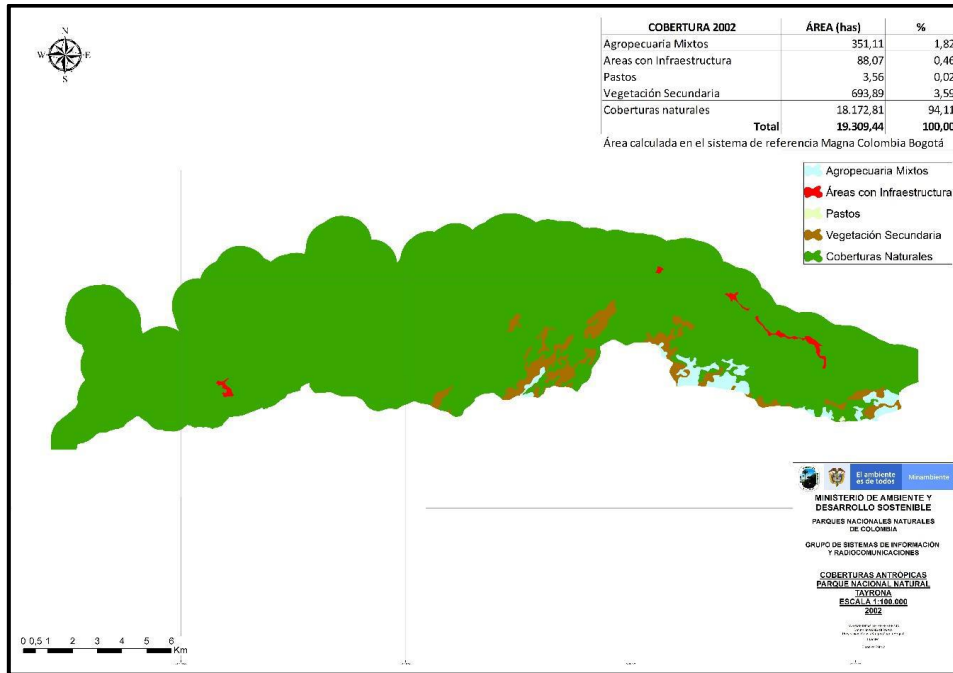 N
W E
S
COBERTURA 2002 ÁREA (has) %
Agropecuaria Mixtos 351,11 1,82
Areas con Infraestructura 88,07 0,46
Pastos 3,56 0,02
Vegetación Secundaria 693,89 3,59
Coberturas naturales 18.172,81 94,11
Total 19.309,44 100,00
Área calculada en el sistema de referencia Magna Colombia Bogotá
Agropecuaria Mixtos
Áreas con Infraestructura
Pastos
Vegetación Secundaria
Coberturas Naturales
El ambiente
es de todos
Minambiente
MINISTERIO DE AMBIENTE Y
DESARROLLO SOSTENIBLE
PARQUES NACIONALES NATURALES
DE COLOMBIA
GRUPO DE SISTEMAS DE INFORMACIÓN
Y RADIOCOMUNICACIONES
COBERTURAS ANTRÓPICAS
PARQUE NACIONAL NATURAL
TAYRONA
ESCALA 1:100.000
2002
0 0,5 1 2 3 4 5 6
Km